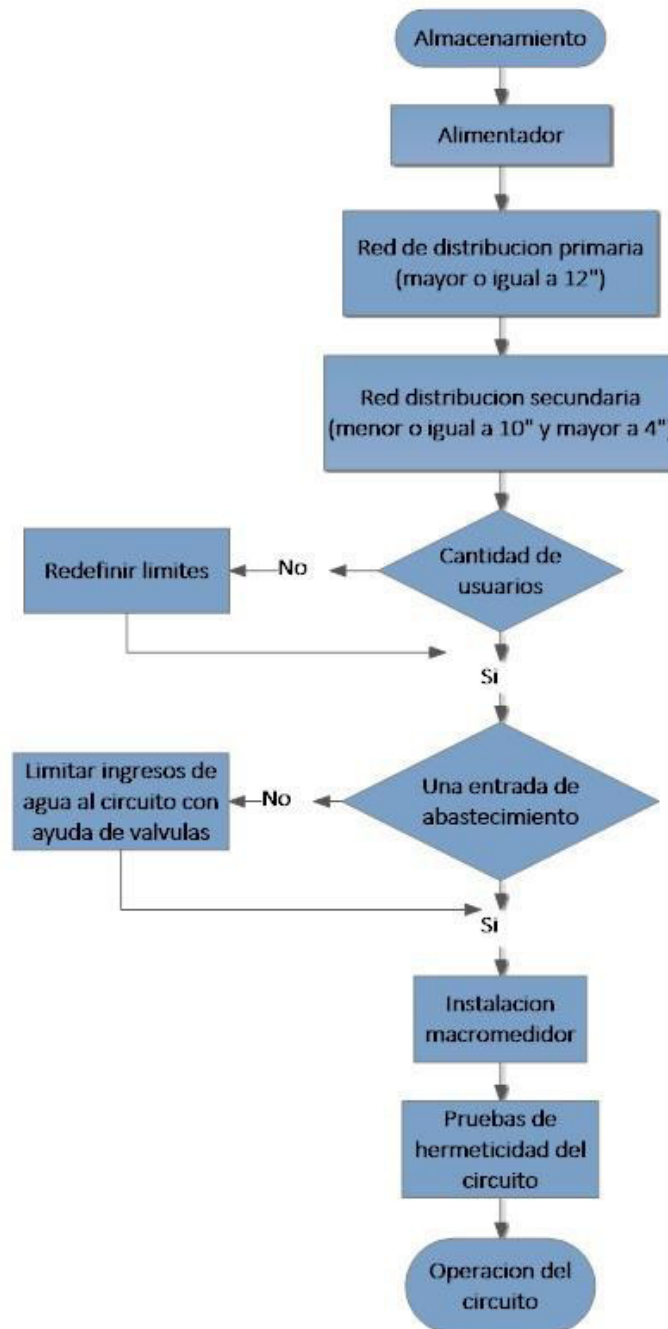 Almacenamiento
Alimentador
Red de distribucion primaria
(mayor o igual a 12")
Red distribucion secundaria
(menor o igual a 10" y mayor a 4")
Cantidad de
usuarios
No
Redefinir limites
Si
Una entrada de
abastecimiento
No
Limitar ingresos de
agua al circuito con
ayuda de valvulas
Si
Instalacion
macromedidor
Pruebas de
hermeticidad del
circuito
Operacion del
circuito